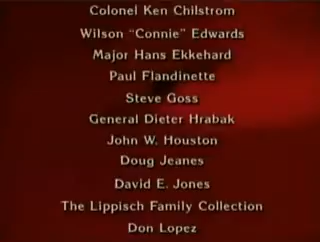 Colonel Ken Chilstrom
Wilson “Connie” Edwards
Major Hans Ekkehard
Paul Flandinette
Steve Goss
General Dieter Hrabak
John W. Houston
Doug Jeanes
David E. Jones
The Lippisch Family Collection
Don Lopez